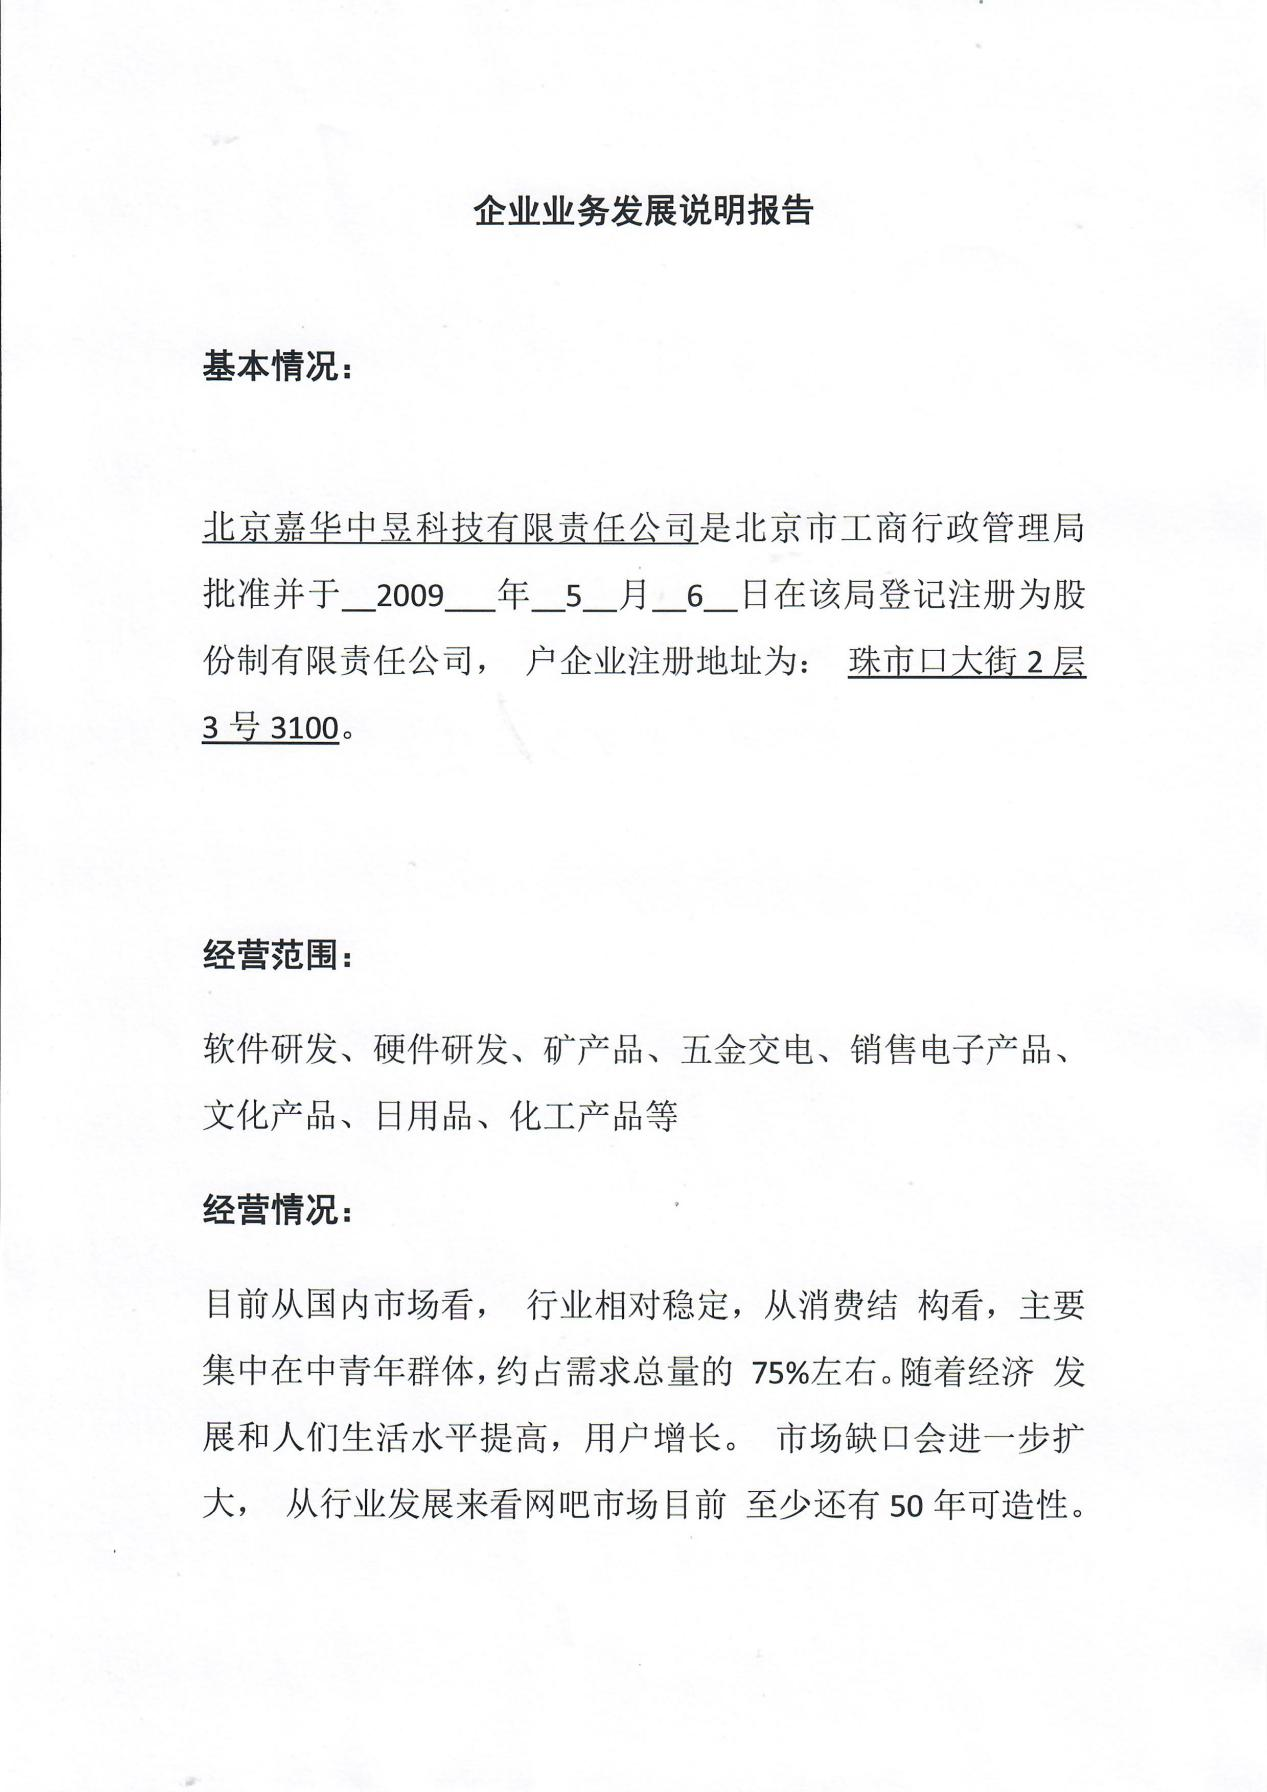 企业业务发展说明报告
基本情况：
北京嘉华中昱科技有限责任公司是北京市工商行政管理局
批准并于__2009___年__5__月__6__日在该局登记注册为股
份制有限责任公司， 户企业注册地址为： 珠市口大街 2 层
3 号 3100。
经营范围：
软件研发、硬件研发、矿产品、五金交电、销售电子产品、
文化产品、日用品、化工产品等
经营情况：
目前从国内市场看， 行业相对稳定，从消费结 构看，主要
集中在中青年群体，约占需求总量的 75%左右。随着经济 发
展和人们生活水平提高，用户增长。 市场缺口会进一步扩
大， 从行业发展来看网吧市场目前 至少还有 50 年可造性。